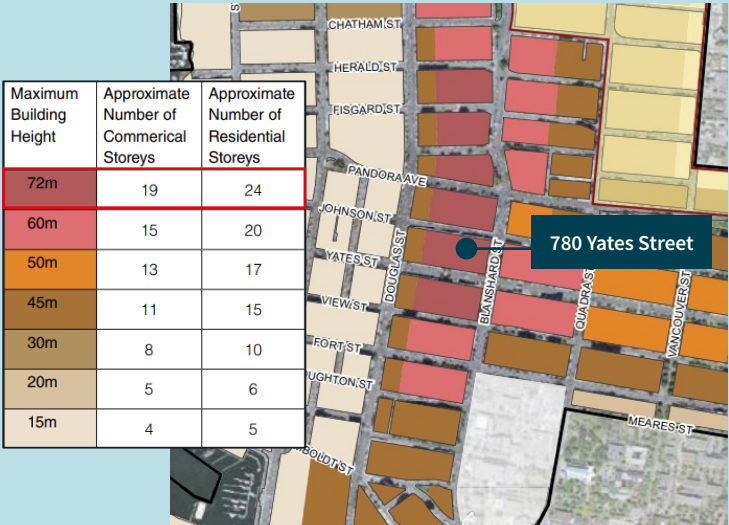 Maximum
Building
Height
Approximate
Number of
Commerical
Storeys
Approximate
Number of
Residential
Storeys
72m 19 24
60m 15 20
50m 13 17
45m 11 15
30m 8 10
20m 5 6
15m 4 5
S
CHATHAM ST
HERALD ST
FISGARD ST
PANDORA AVE
JOHNSON ST
YATES ST
DOUGLAS ST
BLANSHARD ST
780 Yates Street
QUADRA S
VANCOUVER ST
VIEW ST
FORT ST
UGHTON ST
MEARES ST
MBOLDT ST